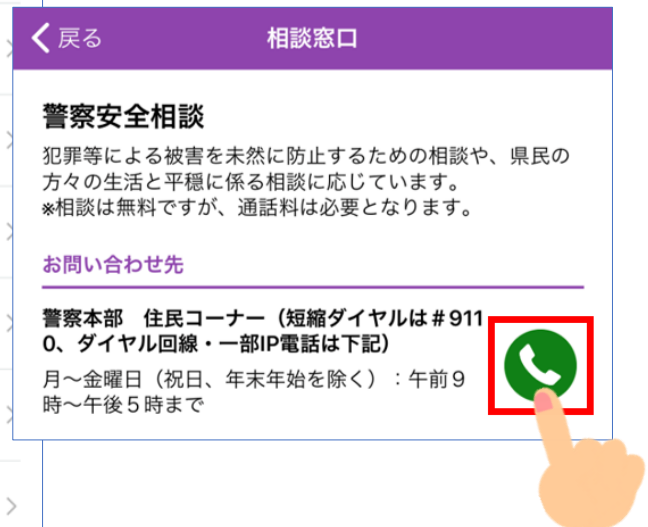 戻る
相談窓口
警察安全相談
犯罪等による被害を未然に防止するための相談や、県民の
方々の生活と平穏に係る相談に応じています。
※相談は無料ですが、通話料は必要となります。
お問い合わせ先
警察本部　住民コーナー（短縮ダイヤルは＃911
0、ダイヤル回線・一部IP電話は下記）
月～金曜日（祝日、年末年始を除く）：午前９
時～午後５時まで